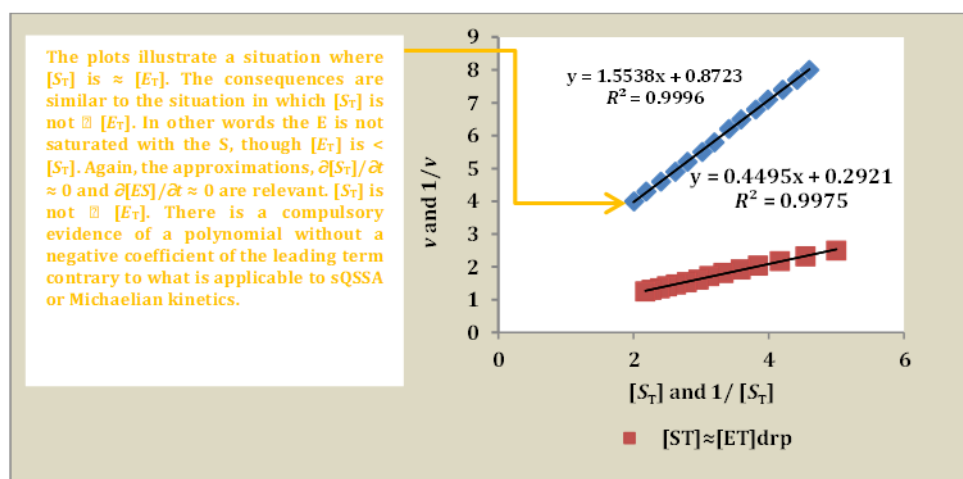 The plots illustrate a situation where
[ST] is ≈ [ET]. The consequences are
similar to the situation in which [ST] is
not � [ET]. In other words the E is not
saturated with the S, though [ET] is <
[ST]. Again, the approximations, ∂[ST]/∂t
≈ 0 and ∂[ES]/∂t ≈ 0 are relevant. [ST] is
not � [ET]. There is a compulsory
evidence of a polynomial without a
negative coefficient of the leading term
contrary to what is applicable to sQSSA
or Michaelian kinetics.
v and 1/v
9
8
7
6
5
4
3
2
1
0
y = 1.5538x + 0.8723
R² = 0.9996
y = 0.4495x + 0.2921
R² = 0.9975
0 2 4 6
[ST] and 1/ [ST]
[ST]≈[ET]drp